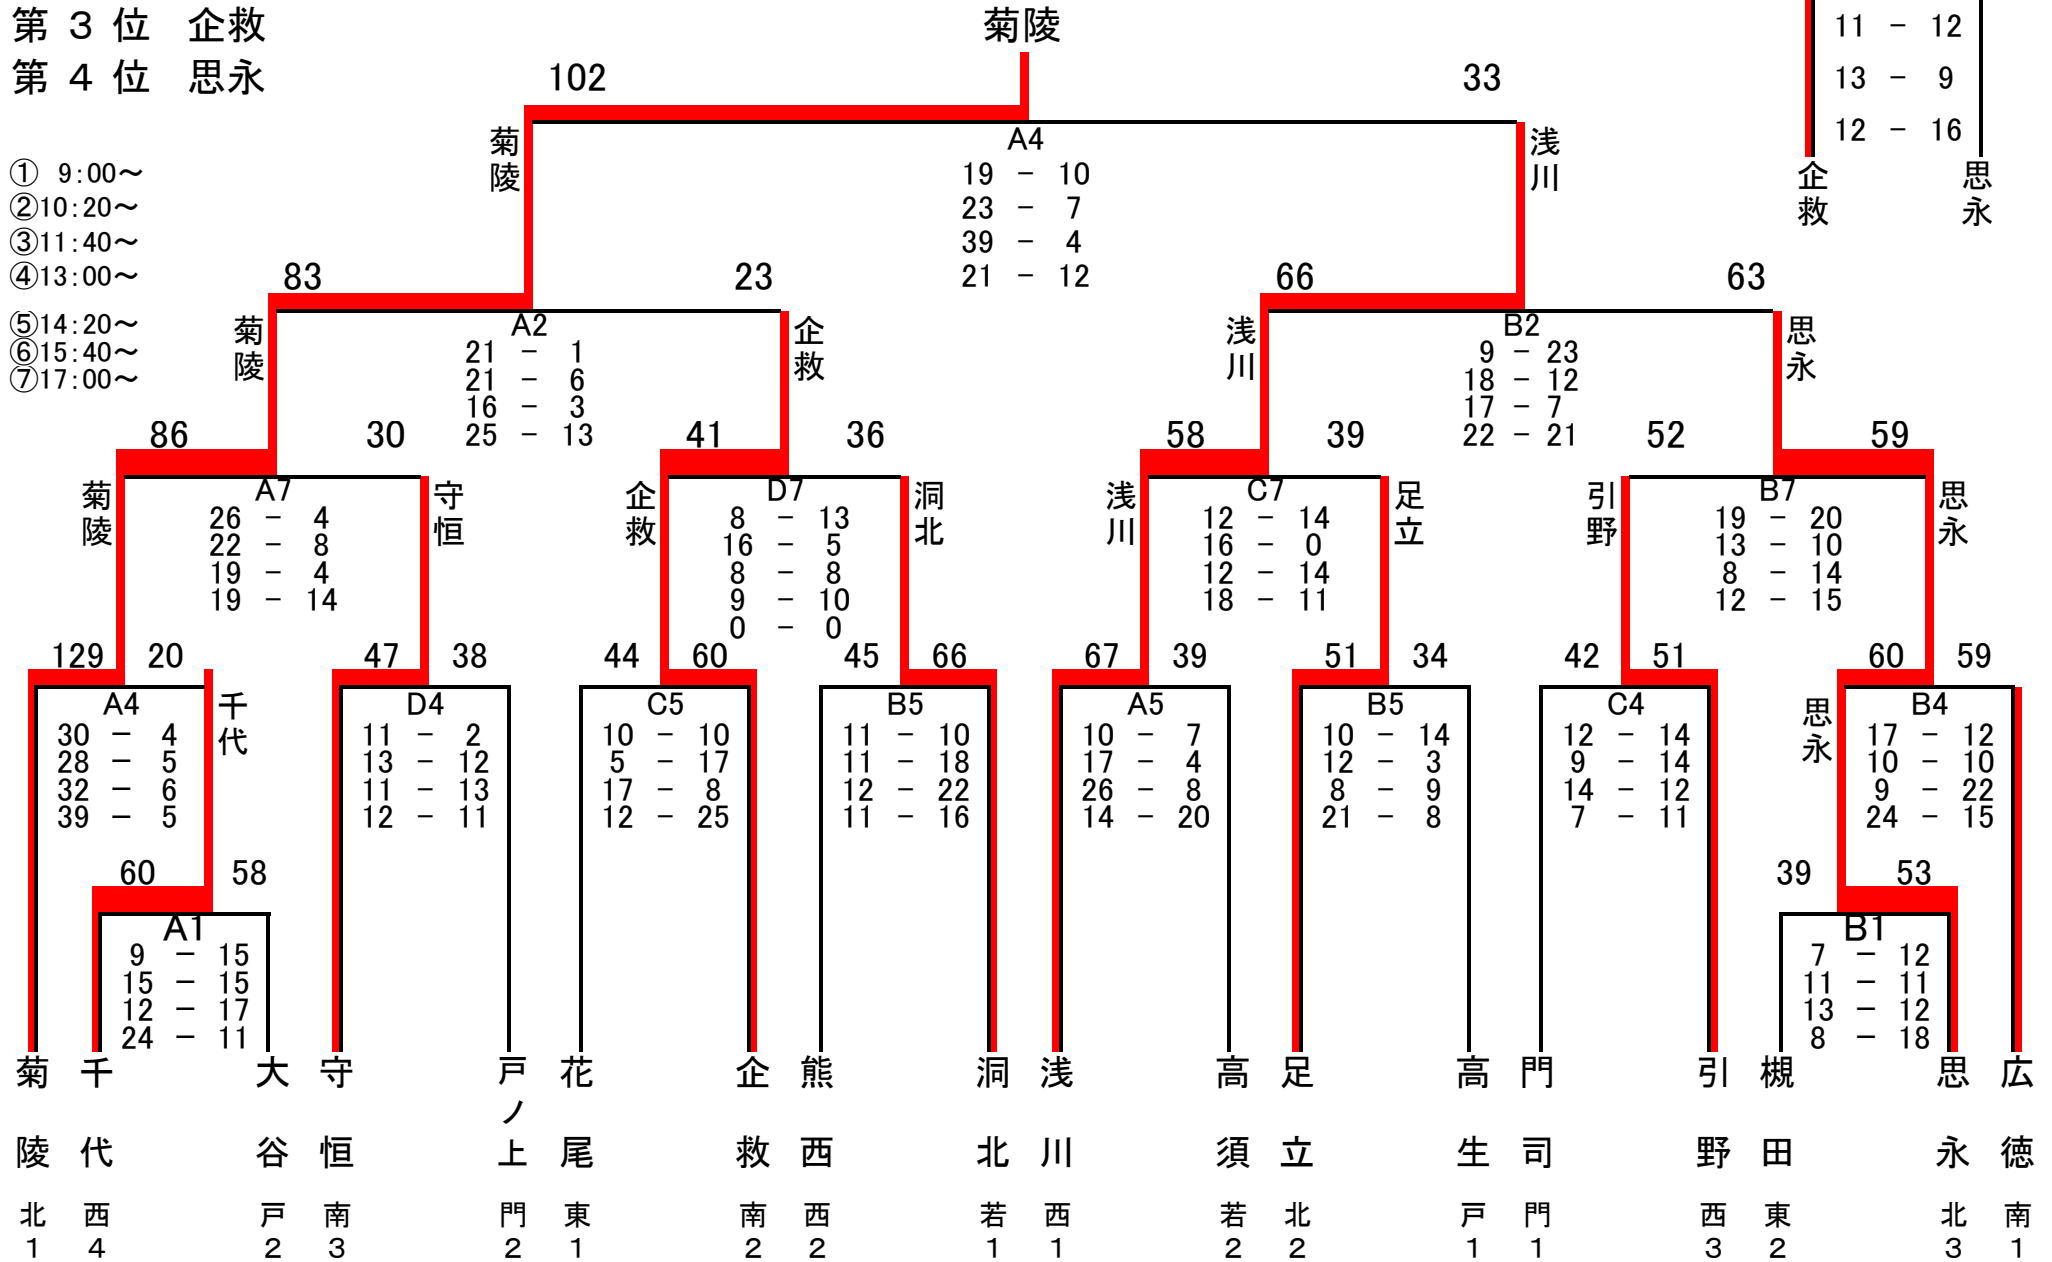 第 3 位 企救
第 4 位 思永
菊陵
11 - 12
13 - 9
12 - 16
企救
思永
① 9:00～
②10:20～
③11:40～
④13:00～
⑤14:20～
⑥15:40～
⑦17:00～
102 33
菊陵
浅川
A4
19 - 10
23 - 7
39 - 4
21 - 12
83 23
菊陵
企救
A2
21 - 1
21 - 6
16 - 3
25 - 13
66 63
浅川
思永
B2
9 - 23
18 - 12
17 - 7
22 - 21
86 30
菊陵
守恒
A7
26 - 4
22 - 8
19 - 4
19 - 14
41 36
企救
洞北
D7
8 - 13
16 - 5
8 - 8
9 - 10
0 - 0
58 39
浅川
足立
C7
12 - 14
16 - 0
12 - 14
18 - 11
52 59
引野
思永
B7
19 - 20
13 - 10
8 - 14
12 - 15
129 20
千代
A4
30 - 4
28 - 5
32 - 6
39 - 5
47 38
D4
11 - 2
13 - 12
11 - 13
12 - 11
44 60
C5
10 - 10
5 - 17
17 - 8
12 - 25
45 66
B5
11 - 10
11 - 18
12 - 22
11 - 16
67 39
A5
10 - 7
17 - 4
26 - 8
14 - 20
51 34
B5
10 - 14
12 - 3
8 - 9
21 - 8
42 51
C4
12 - 14
9 - 14
14 - 12
7 - 11
60 59
思永
B4
17 - 12
10 - 10
9 - 22
24 - 15
60 58
A1
9 - 15
15 - 15
12 - 17
24 - 11
39 53
B1
7 - 12
11 - 11
13 - 12
8 - 18
菊陵 北1
千代 西4
大谷 戸2
守恒 南3
戸ノ上 門2
花尾 東1
企救 南2
熊西 西2
洞北 若1
浅川 西1
高須 若2
足立 北2
高生 戸1
門司 門1
引野 西3
槻田 東2
思永 北3
広徳 南1